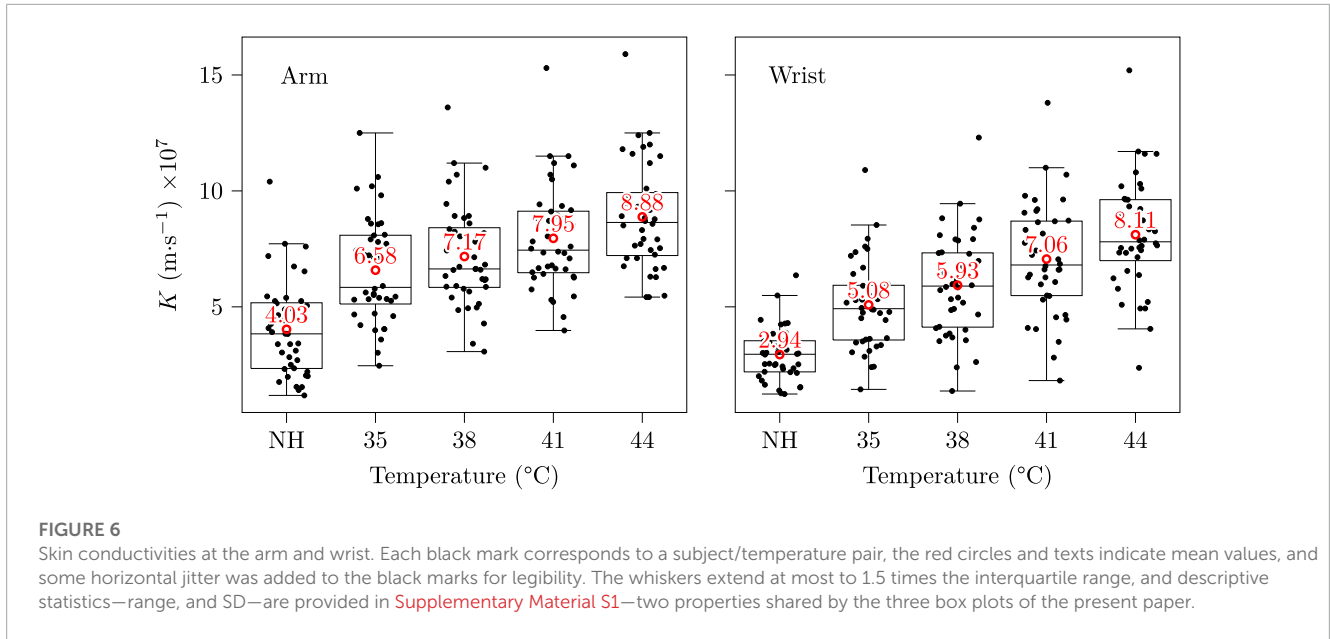 Arm
Wrist
15
10
5
K (m·s⁻¹) ×10⁷
4.03
6.58
7.17
7.95
8.88
2.94
5.08
5.93
7.06
8.11
NH 35 38 41 44
NH 35 38 41 44
Temperature (°C)
Temperature (°C)
FIGURE 6
Skin conductivities at the arm and wrist. Each black mark corresponds to a subject/temperature pair, the red circles and texts indicate mean values, and
some horizontal jitter was added to the black marks for legibility. The whiskers extend at most to 1.5 times the interquartile range, and descriptive
statistics—range, and SD—are provided in Supplementary Material S1—two properties shared by the three box plots of the present paper.